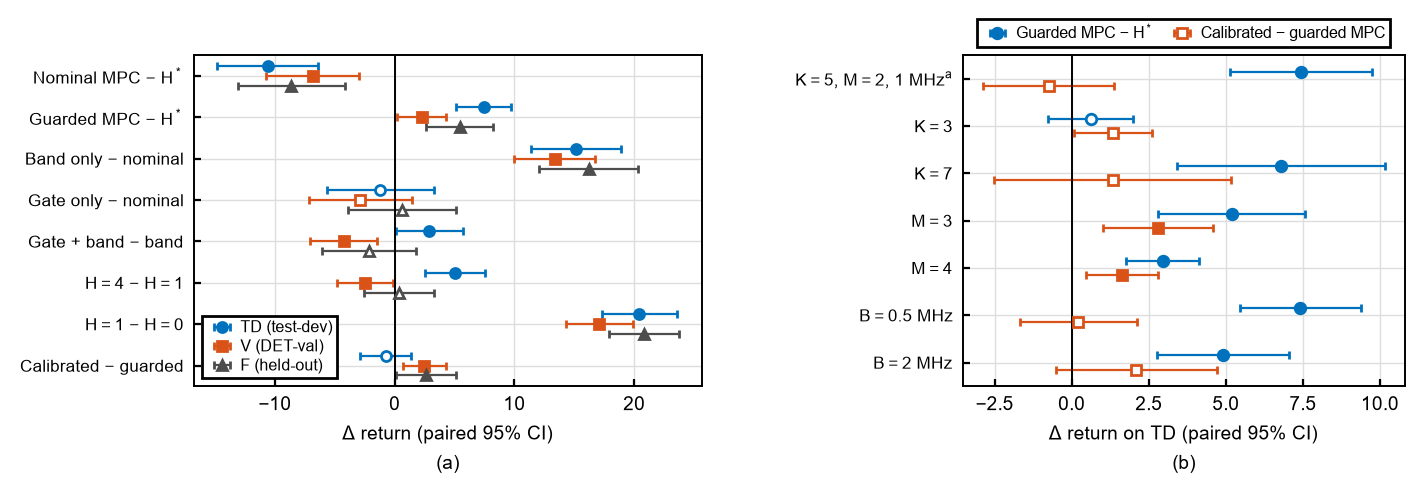 Nominal MPC − H*
Guarded MPC − H*
Band only − nominal
Gate only − nominal
Gate + band − band
H = 4 − H = 1
H = 1 − H = 0
Calibrated − guarded
TD (test-dev)
V (DET-val)
F (held-out)
−10 0 10 20
Δ return (paired 95% CI)
(a)
Guarded MPC − H* Calibrated − guarded MPC
K = 5, M = 2, 1 MHzᵃ
K = 3
K = 7
M = 3
M = 4
B = 0.5 MHz
B = 2 MHz
−2.5 0.0 2.5 5.0 7.5 10.0
Δ return on TD (paired 95% CI)
(b)